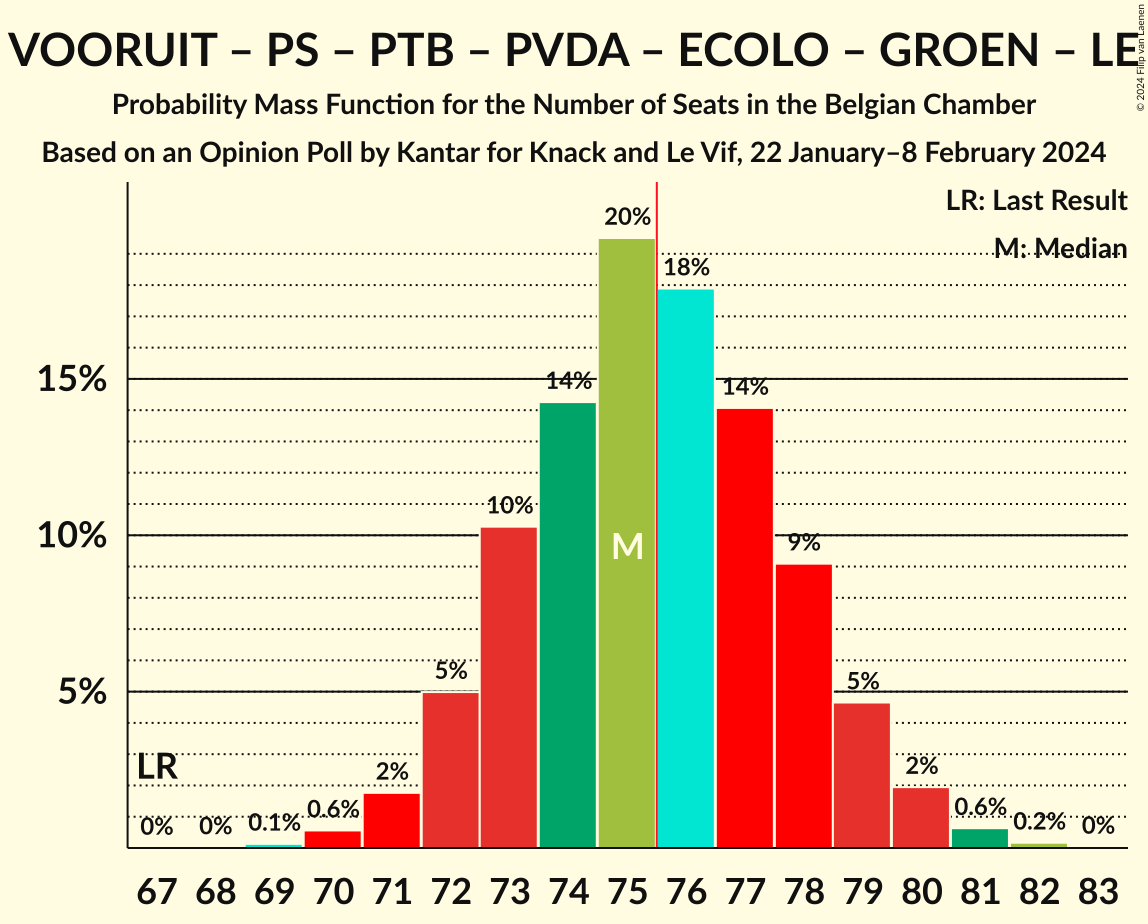 VOORUIT – PS – PTB – PVDA – ECOLO – GROEN – LE
© 2024 Filip van Laenen
Probability Mass Function for the Number of Seats in the Belgian Chamber
Based on an Opinion Poll by Kantar for Knack and Le Vif, 22 January–8 February 2024
LR: Last Result
M: Median
20%
18%
15%
14%
14%
10%
10%
9%
M
5%
5%
5%
LR
2%
2%
0%
0%
0.1%
0.6%
0.6%
0.2%
0%
67 68 69 70 71 72 73 74 75 76 77 78 79 80 81 82 83